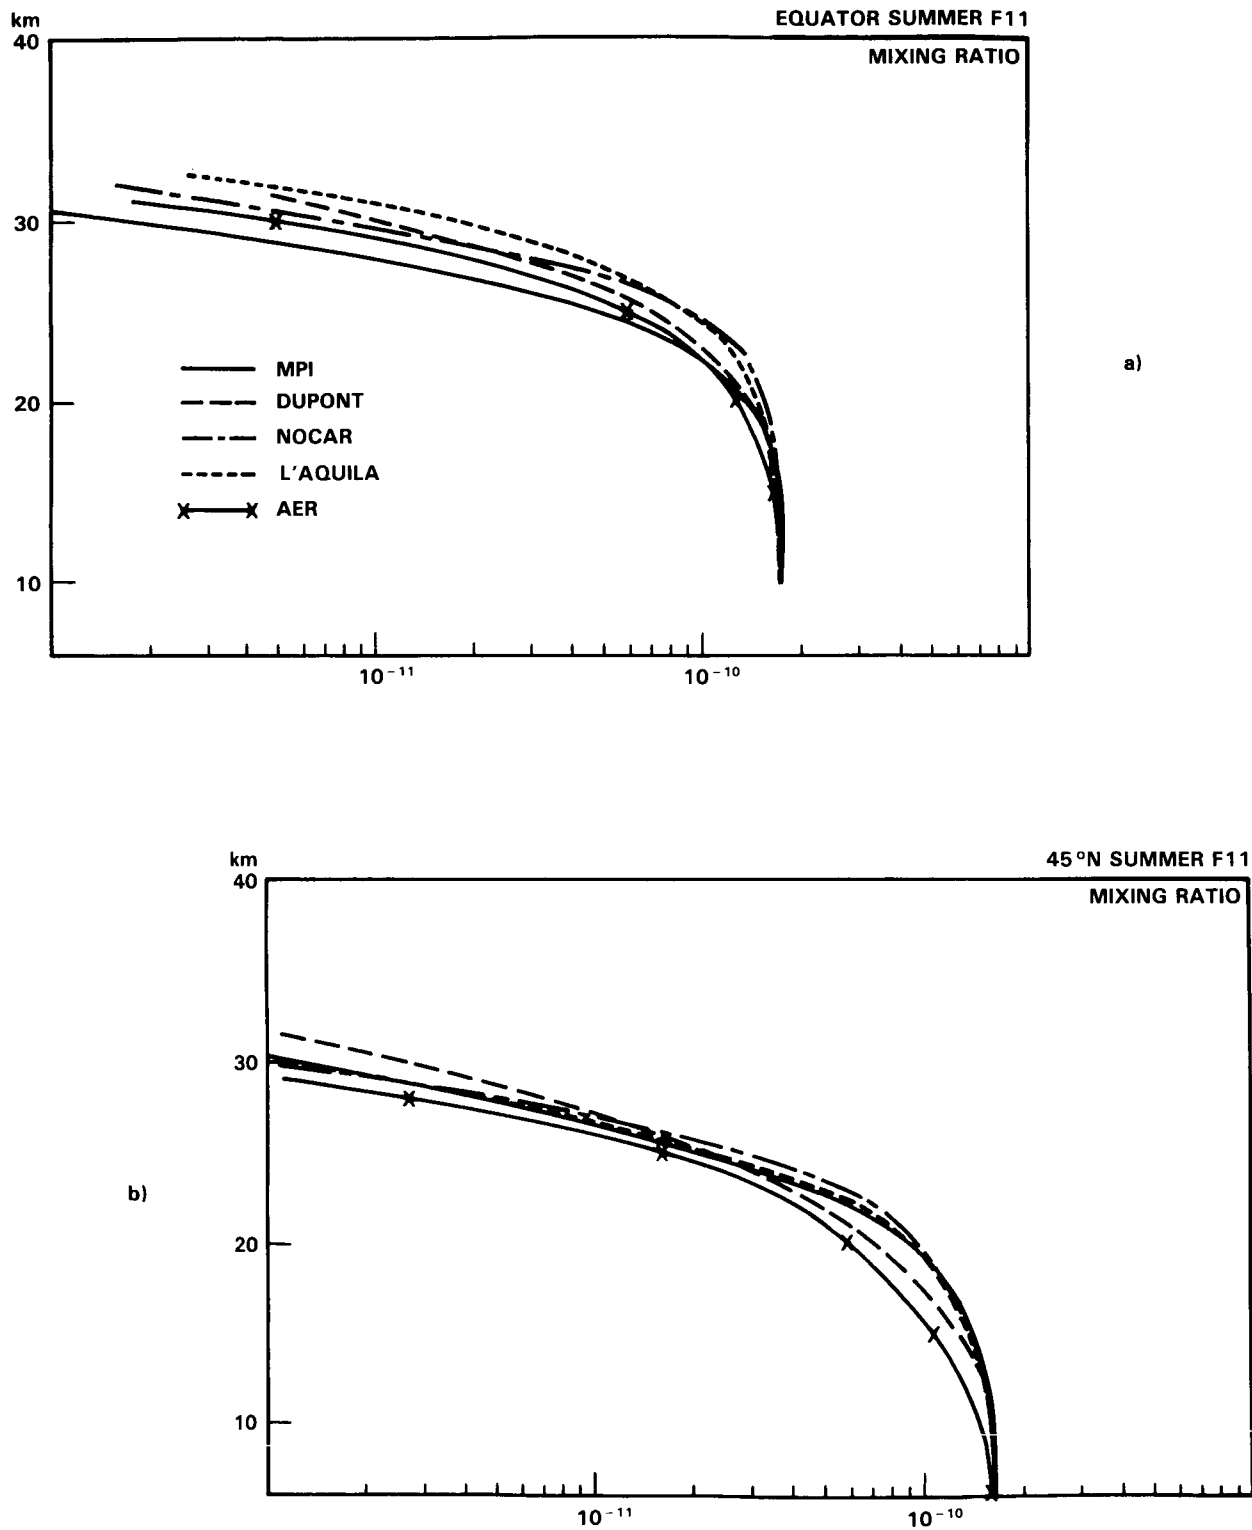 km
EQUATOR SUMMER F11
40
MIXING RATIO
30
MPI
a)
20
DUPONT
NOCAR
L'AQUILA
AER
10
10⁻¹¹
10⁻¹⁰
km
45°N SUMMER F11
40
MIXING RATIO
30
b)
20
10
10⁻¹¹
10⁻¹⁰